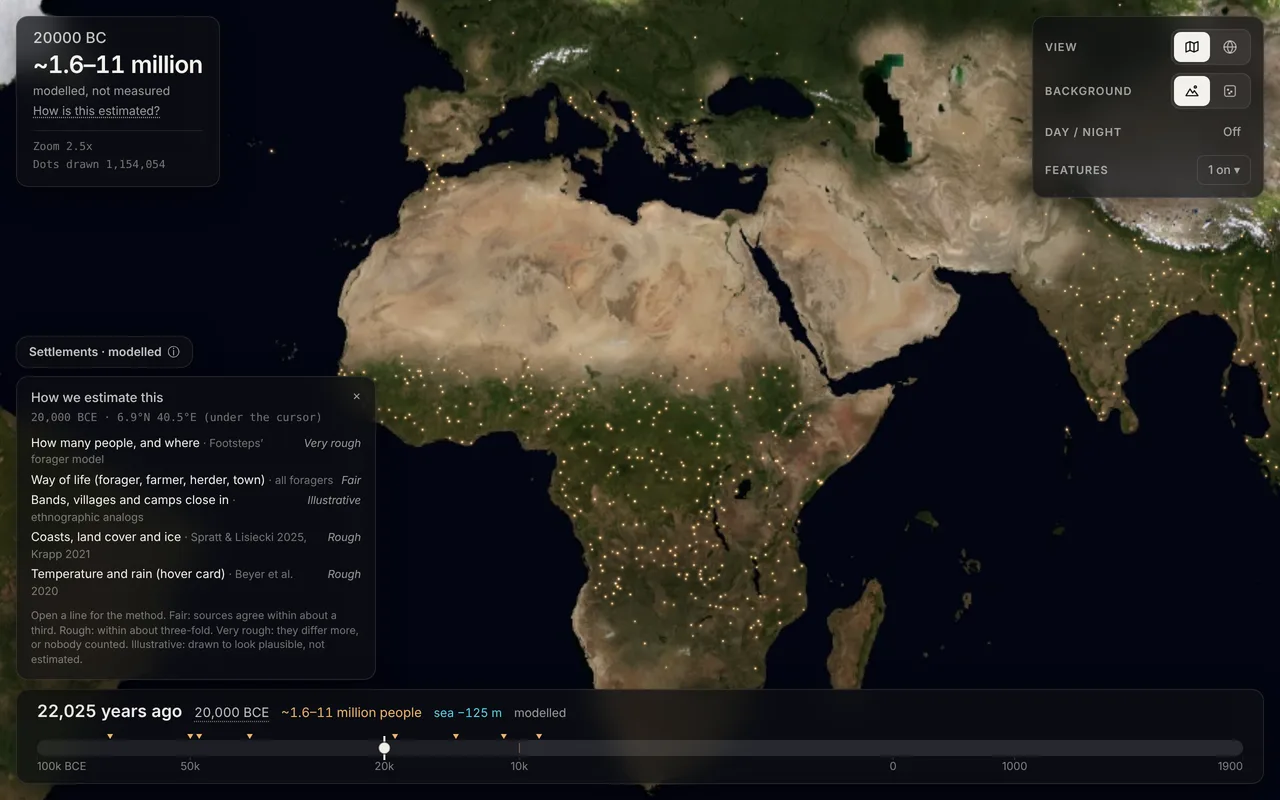 20000 BC
~1.6–11 million
modelled, not measured
How is this estimated?
Zoom 2.5x
Dots drawn 1,154,054
VIEW
BACKGROUND
DAY / NIGHT Off
FEATURES 1 on ▾
Settlements · modelled ⓘ
How we estimate this ×
20,000 BCE · 6.9°N 40.5°E (under the cursor)
How many people, and where · Footsteps’ Very rough
forager model
Way of life (forager, farmer, herder, town) · all foragers Fair
Bands, villages and camps close in · Illustrative
ethnographic analogs
Coasts, land cover and ice · Spratt & Lisiecki 2025, Rough
Krapp 2021
Temperature and rain (hover card) · Beyer et al. Rough
2020
Open a line for the method. Fair: sources agree within about a
third. Rough: within about three-fold. Very rough: they differ more,
or nobody counted. Illustrative: drawn to look plausible, not
estimated.
22,025 years ago 20,000 BCE ~1.6–11 million people sea −125 m modelled
100k BCE 50k 20k 10k 0 1000 1900